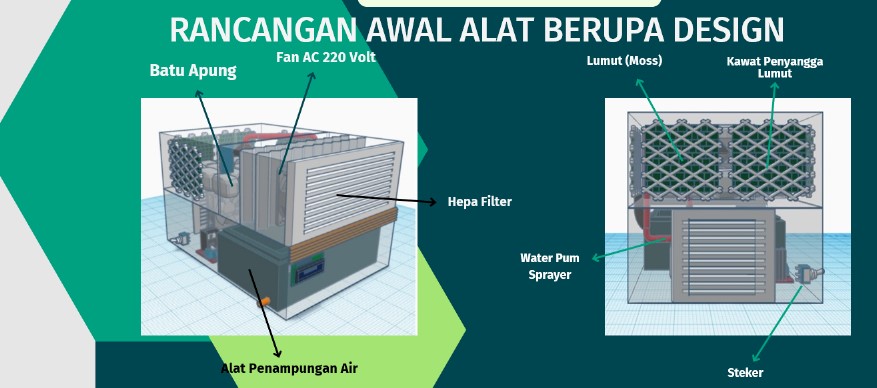 RANCANGAN AWAL ALAT BERUPA DESIGN
Batu Apung
Fan AC 220 Volt
Lumut (Moss)
Kawat Penyangga
Lumut
Hepa Filter
Water Pum
Sprayer
Alat Penampungan Air
Steker